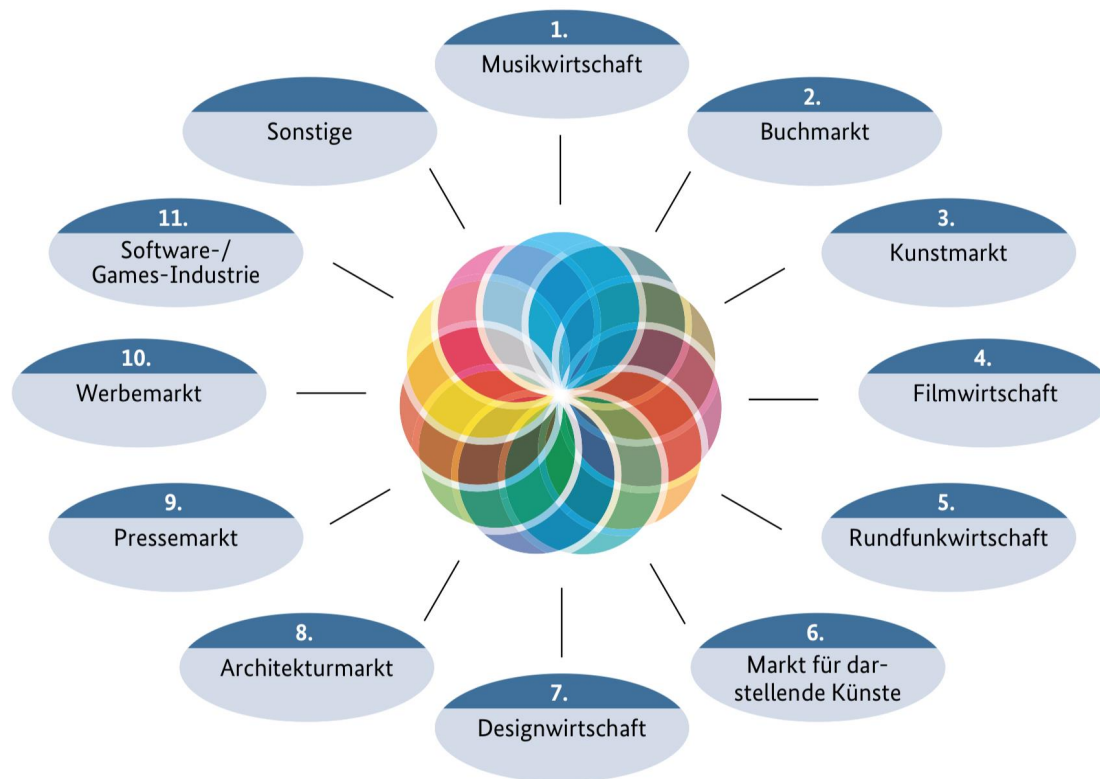 1.
Musikwirtschaft
2.
Buchmarkt
3.
Kunstmarkt
4.
Filmwirtschaft
5.
Rundfunkwirtschaft
6.
Markt für dar-
stellende Künste
7.
Designwirtschaft
8.
Architekturmarkt
9.
Pressemarkt
10.
Werbemarkt
11.
Software-/
Games-Industrie
Sonstige